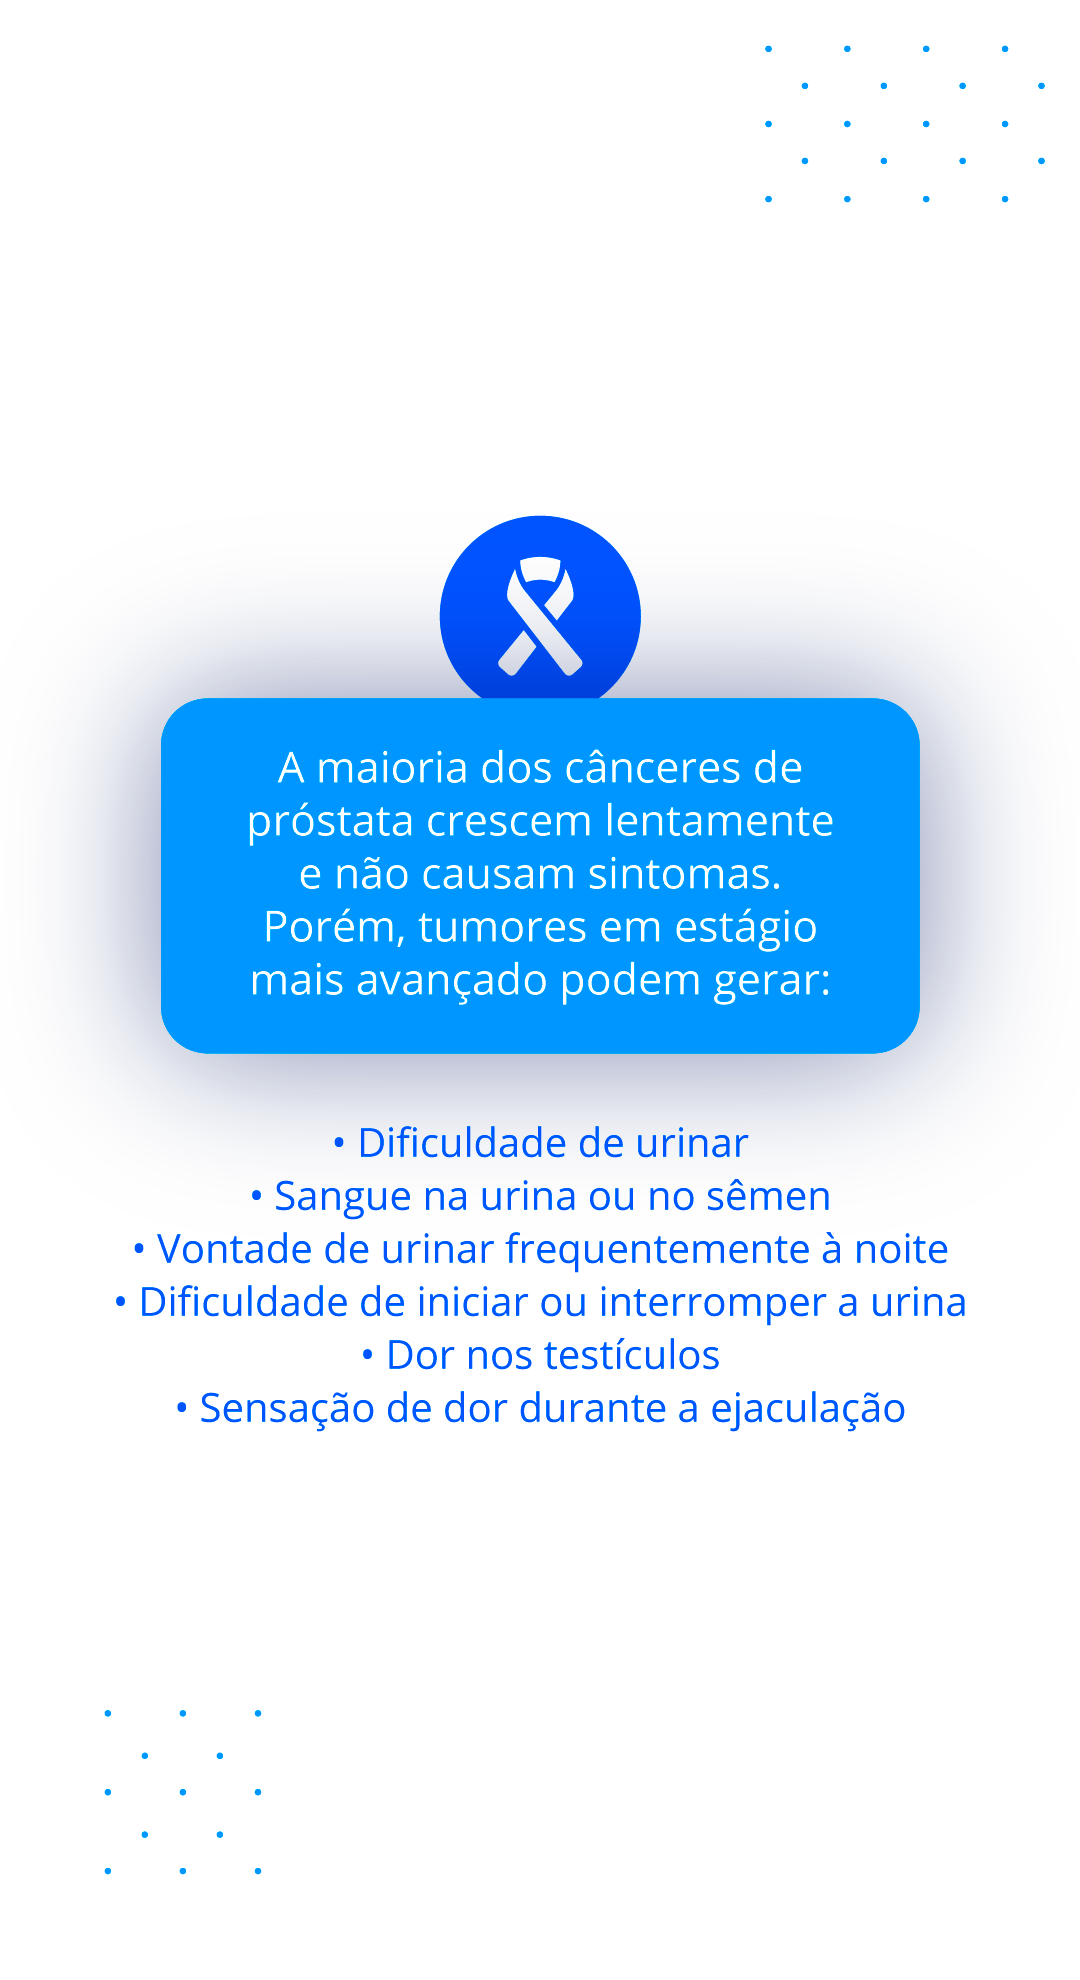 A maioria dos cânceres de
próstata crescem lentamente
e não causam sintomas.
Porém, tumores em estágio
mais avançado podem gerar:
• Dificuldade de urinar
• Sangue na urina ou no sêmen
• Vontade de urinar frequentemente à noite
• Dificuldade de iniciar ou interromper a urina
• Dor nos testículos
• Sensação de dor durante a ejaculação